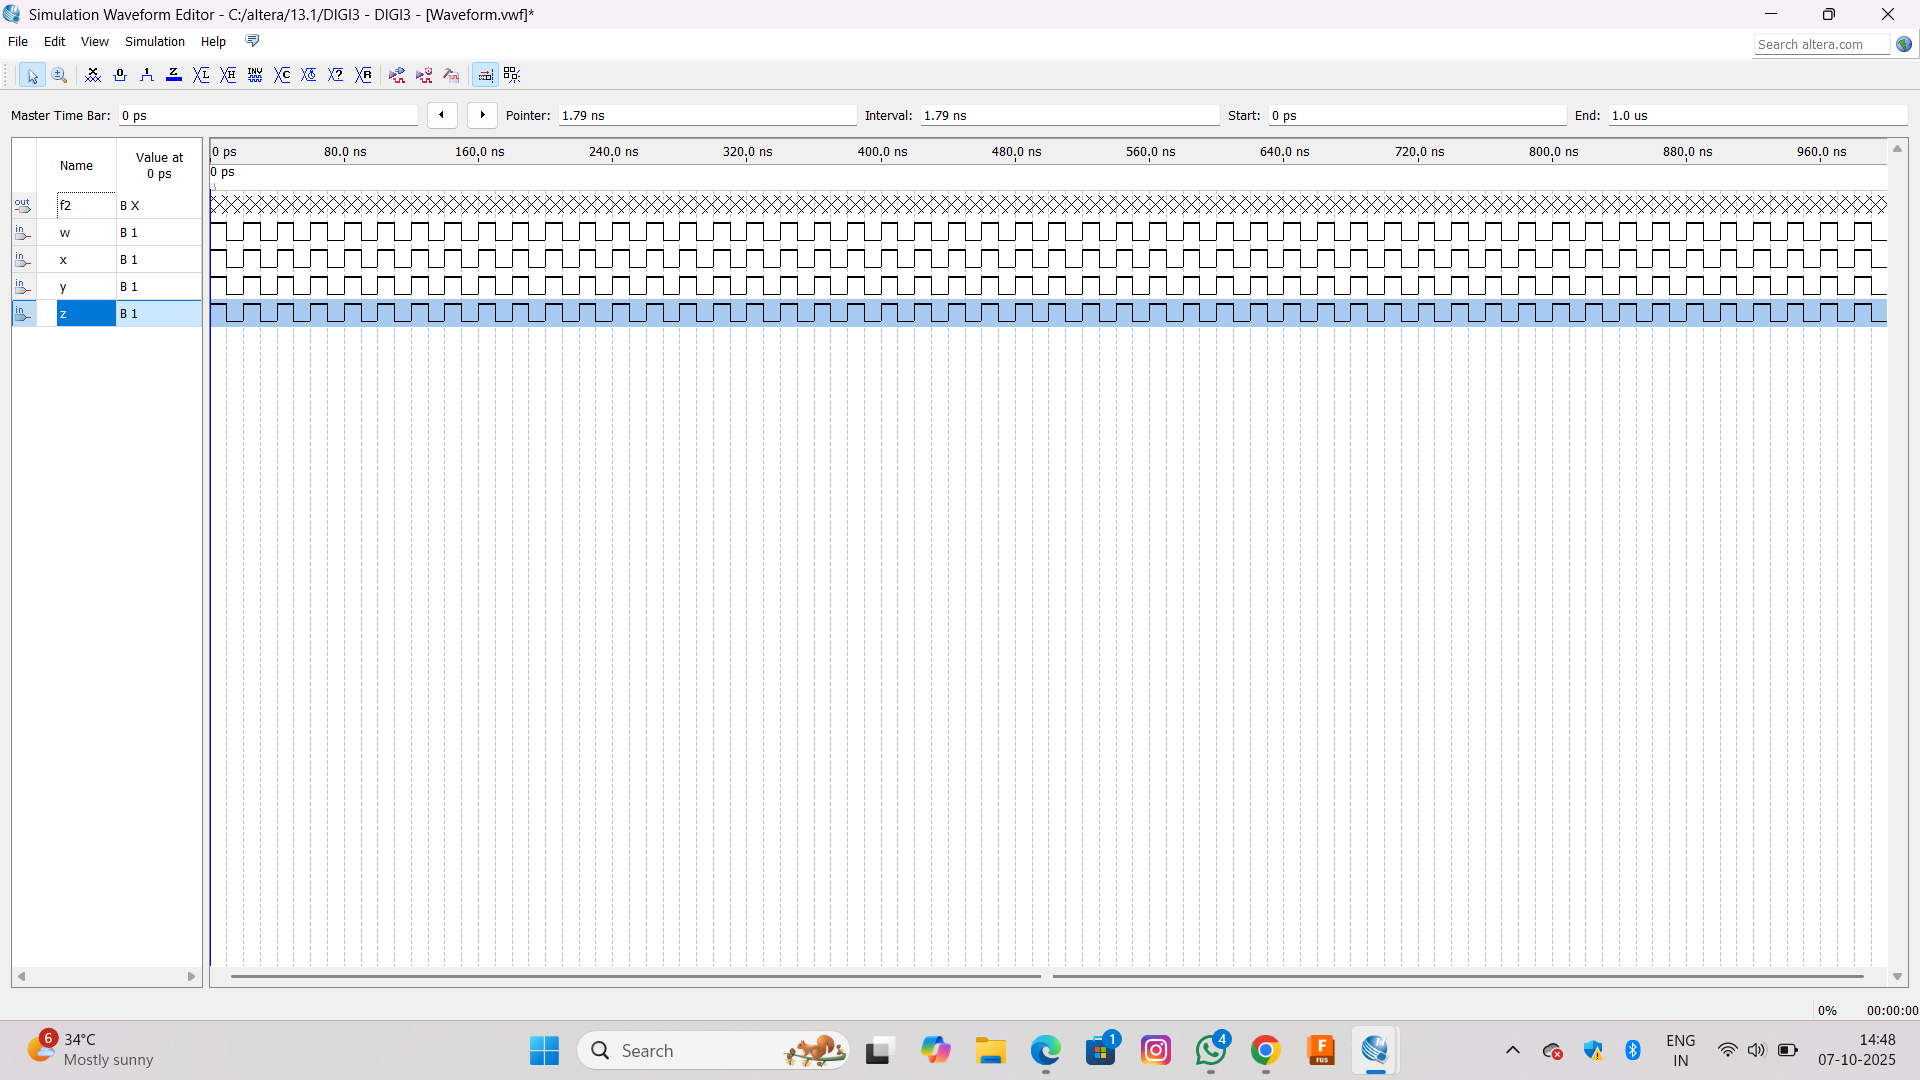 Simulation Waveform Editor - C:/altera/13.1/DIGI3 - DIGI3 - [Waveform.vwf]*
File Edit View Simulation Help
Search altera.com
Master Time Bar: 0 ps Pointer: 1.79 ns Interval: 1.79 ns Start: 0 ps End: 1.0 us
Name Value at 0 ps
0 ps 80.0 ns 160.0 ns 240.0 ns 320.0 ns 400.0 ns 480.0 ns 560.0 ns 640.0 ns 720.0 ns 800.0 ns 880.0 ns 960.0 ns
0 ps
out f2 B X
in w B 1
in x B 1
in y B 1
in z B 1
0% 00:00:00
6 34°C
Mostly sunny
Search
1
4
F
FUS
ENG
IN
14:48
07-10-2025